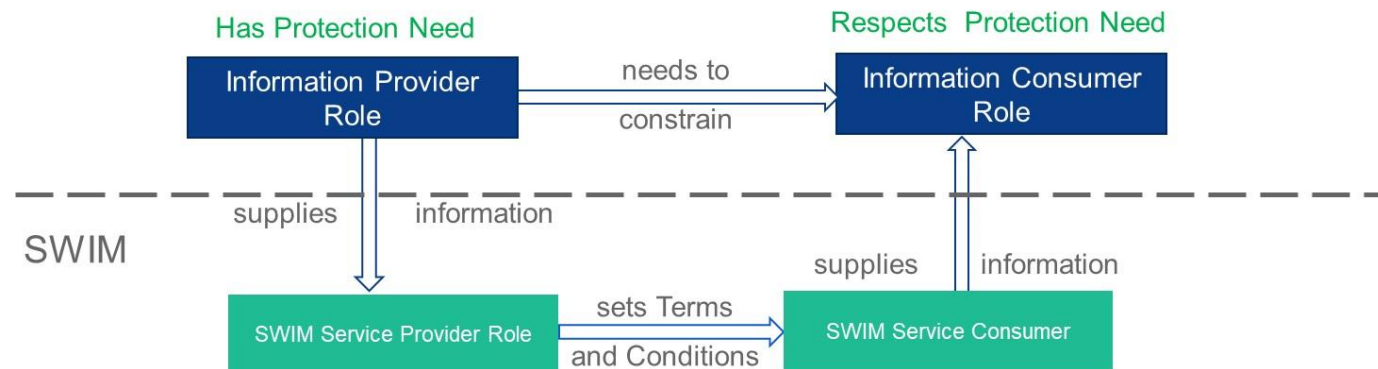 Has Protection Need
Respects Protection Need
Information Provider
Role
needs to
constrain
Information Consumer
Role
supplies information
SWIM
supplies information
SWIM Service Provider Role
sets Terms
and Conditions
SWIM Service Consumer